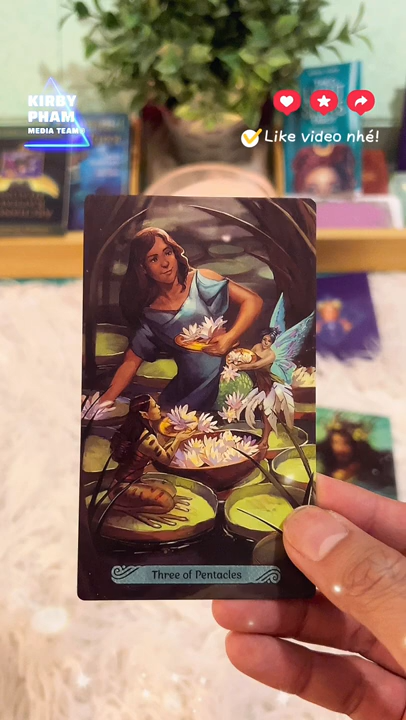 KIRBY
PHAM
MEDIA TEAM
Like video nhé!
Three of Pentacles